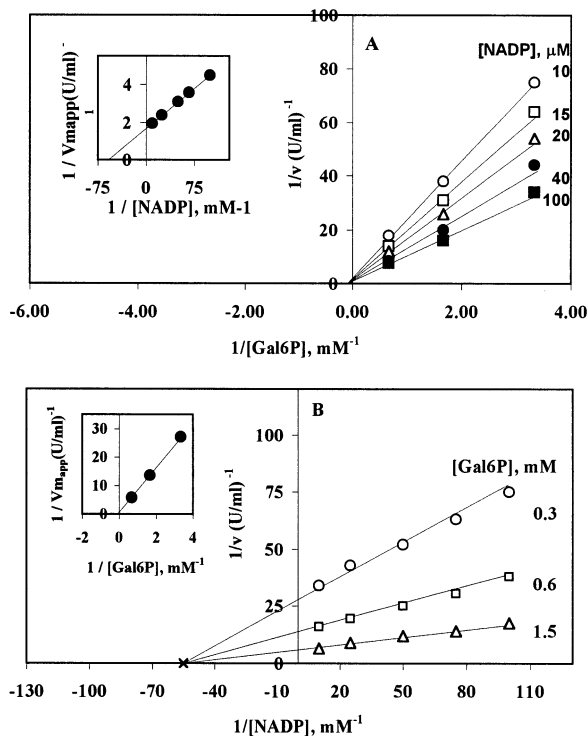 100
A
[NADP], µM
80
10
60
15
20
40
40
100
20
0
1/v (U/ml)⁻¹
-6.00 -4.00 -2.00 0.00 2.00 4.00
1/[Gal6P], mM⁻¹
1 / Vmapp(U/ml)⁻
1
4
2
0
-75 0 75
1 / [NADP], mM-1
B
100
75
50
25
0
1/v (U/ml)⁻¹
[Gal6P], mM
0.3
0.6
1.5
-130 -100 -70 -40 -10 20 50 80 110
1/[NADP], mM⁻¹
1 / Vmapp(U/ml)⁻¹
30
20
10
0
-2 0 2 4
1 / [Gal6P], mM⁻¹